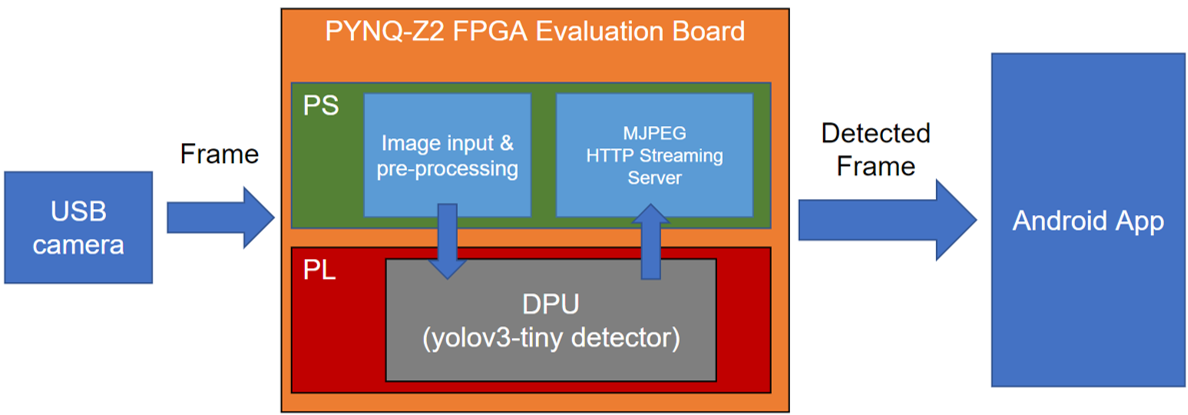 PYNQ-Z2 FPGA Evaluation Board
PS
Image input &
pre-processing
MJPEG
HTTP Streaming
Server
Frame
USB
camera
Detected
Frame
Android App
PL
DPU
(yolov3-tiny detector)